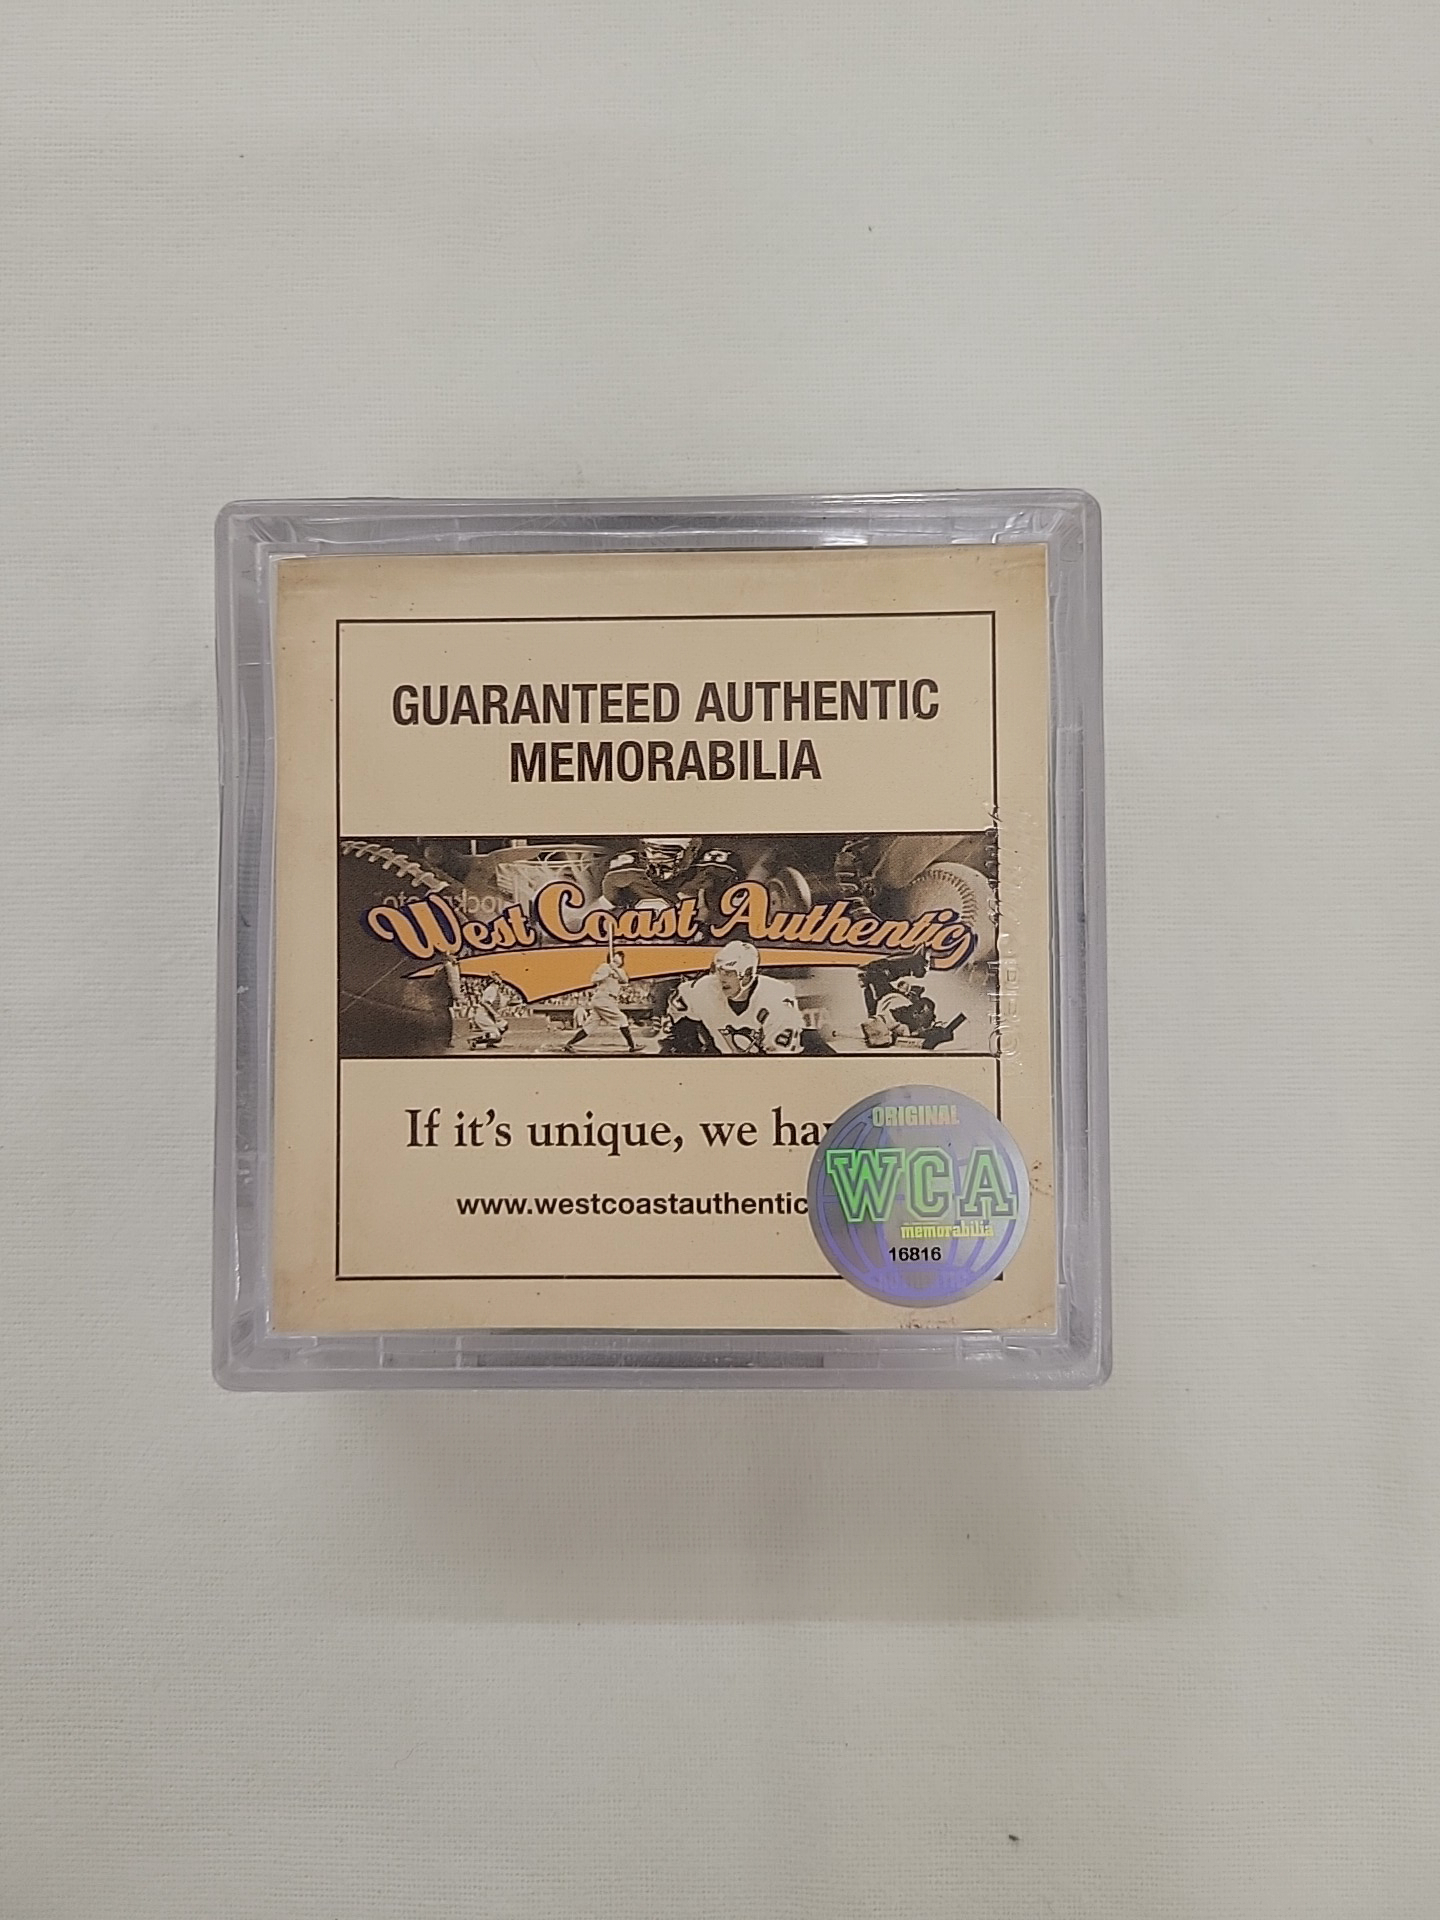 GUARANTEED AUTHENTIC
MEMORABILIA
West Coast Authentic
If it's unique, we ha
www.westcoastauthentic
ORIGINAL
WCA
memorabilia
16816